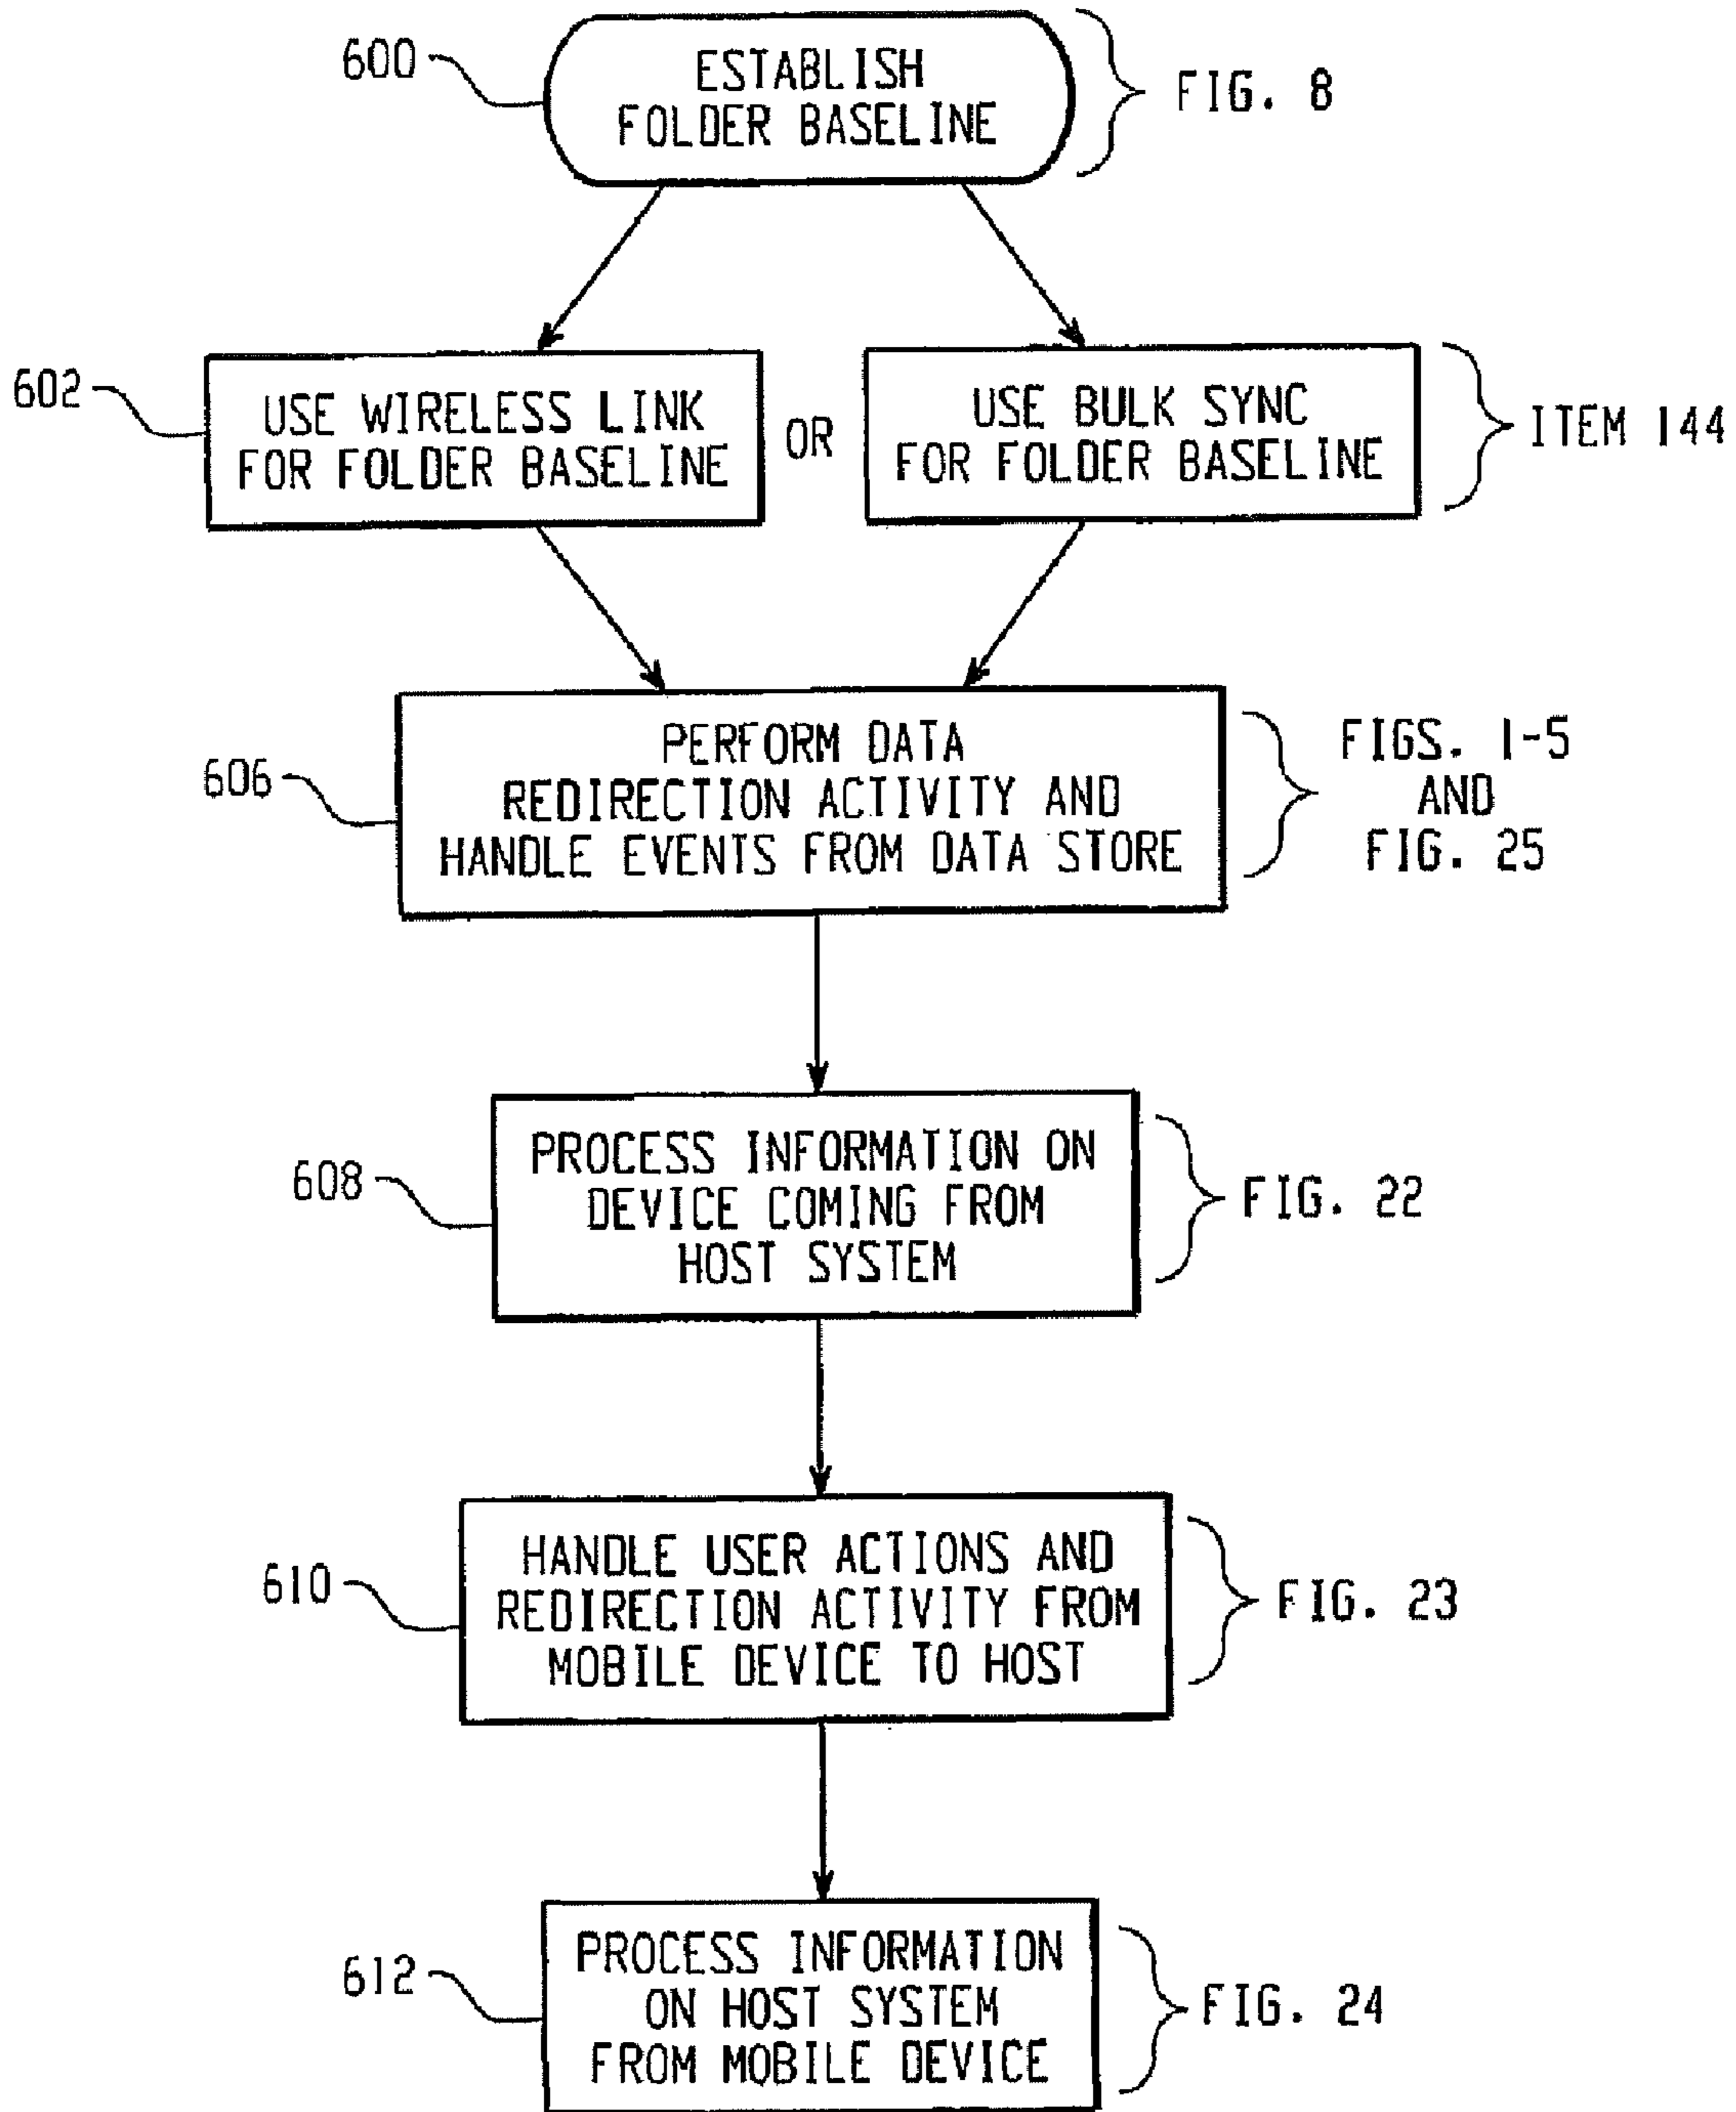 600
ESTABLISH
FOLDER BASELINE
FIG. 8
602
USE WIRELESS LINK
FOR FOLDER BASELINE
OR
USE BULK SYNC
FOR FOLDER BASELINE
ITEM 144
606
PERFORM DATA
REDIRECTION ACTIVITY AND
HANDLE EVENTS FROM DATA STORE
FIGS. 1-5
AND
FIG. 25
608
PROCESS INFORMATION ON
DEVICE COMING FROM
HOST SYSTEM
FIG. 22
610
HANDLE USER ACTIONS AND
REDIRECTION ACTIVITY FROM
MOBILE DEVICE TO HOST
FIG. 23
612
PROCESS INFORMATION
ON HOST SYSTEM
FROM MOBILE DEVICE
FIG. 24